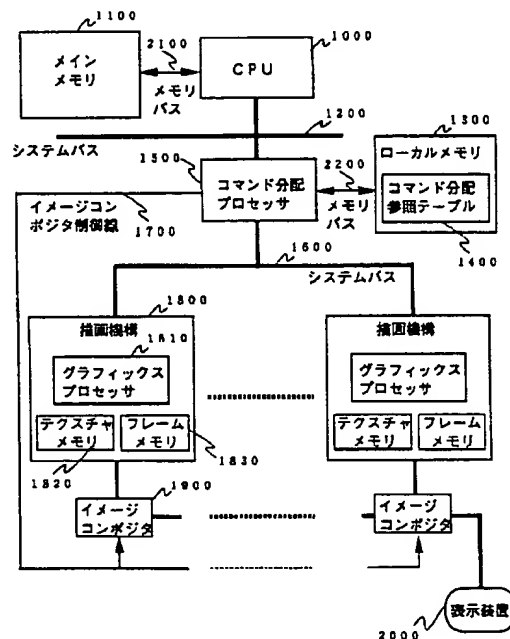 1100
メイン
メモリ
2100
メモリ
バス
1000
CPU
1200
システムバス
1500
コマンド分配
プロセッサ
2200
メモリ
バス
1300
ローカルメモリ
コマンド分配
参照テーブル
1400
イメージコン
ポジタ制御線
1700
1600
システムバス
1800
描画機構
1810
グラフィックス
プロセッサ
テクスチャ
メモリ
フレーム
メモリ
1820
1830
1900
イメージ
コンポジタ
描画機構
グラフィックス
プロセッサ
テクスチャ
メモリ
フレーム
メモリ
イメージ
コンポジタ
表示装置
2000